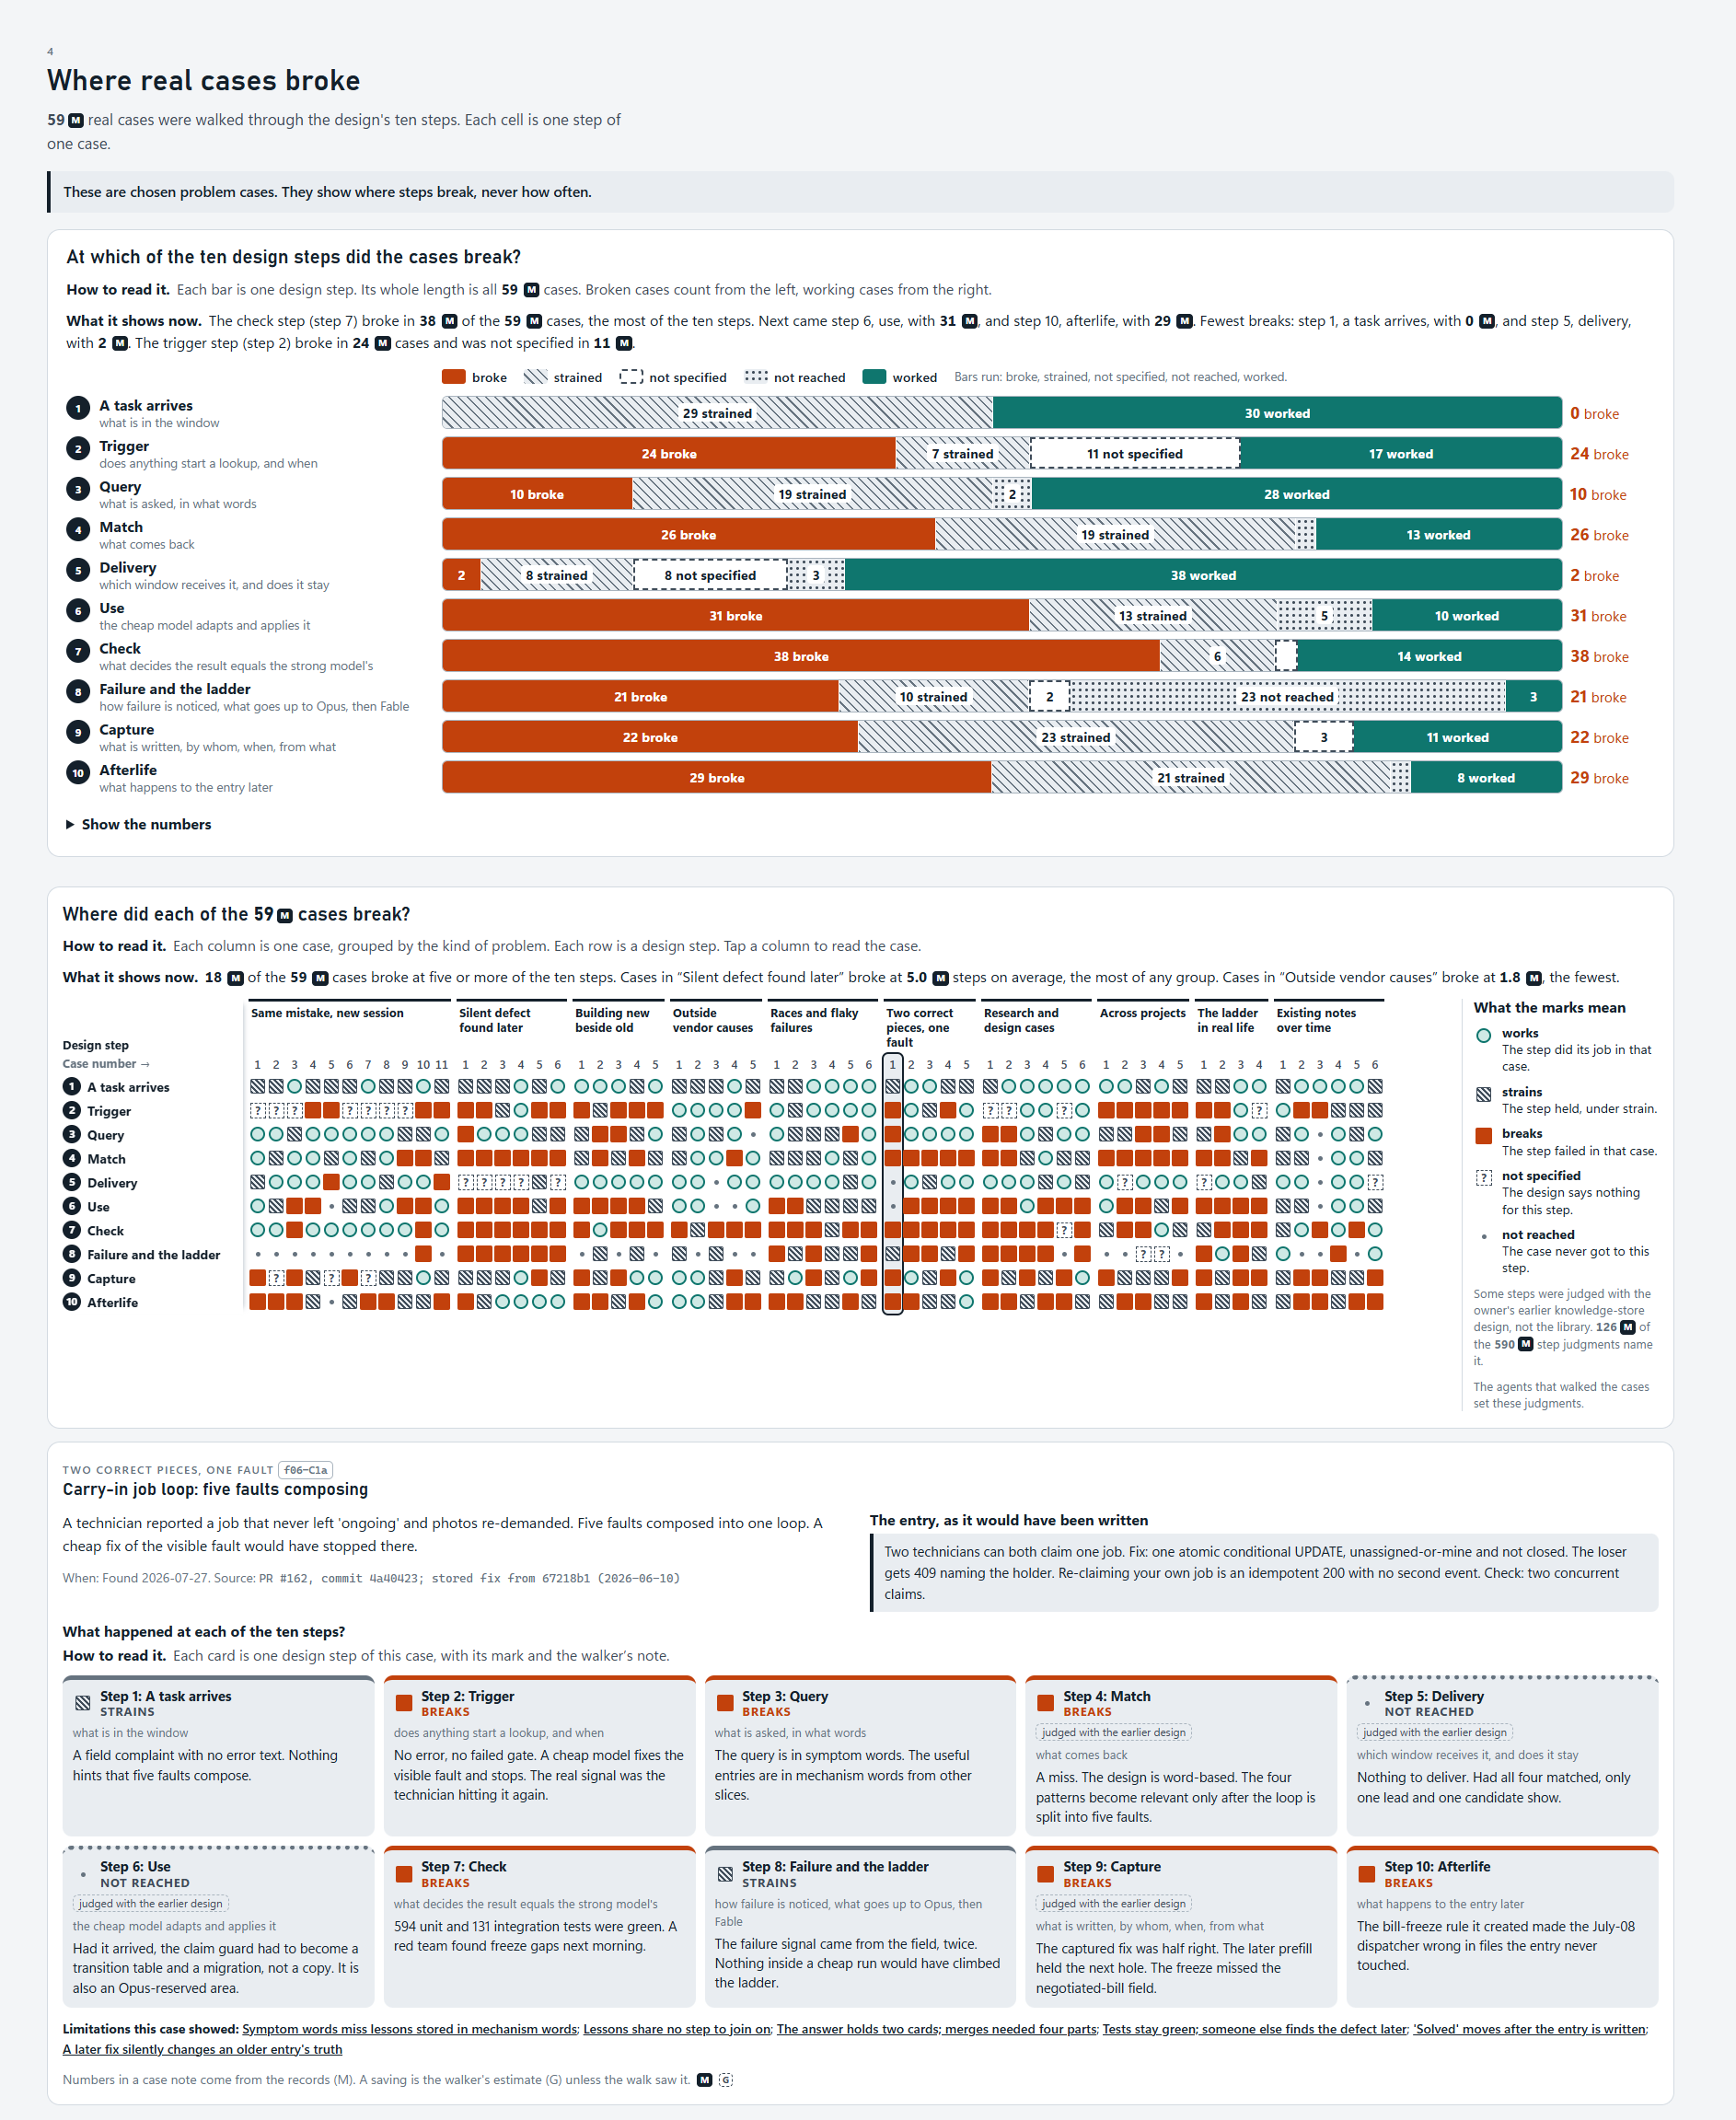 4
Where real cases broke
59 M real cases were walked through the design's ten steps. Each cell is one step of
one case.
These are chosen problem cases. They show where steps break, never how often.
At which of the ten design steps did the cases break?
How to read it. Each bar is one design step. Its whole length is all 59 M cases. Broken cases count from the left, working cases from the right.
What it shows now. The check step (step 7) broke in 38 M of the 59 M cases, the most of the ten steps. Next came step 6, use, with 31 M, and step 10, afterlife, with 29 M. Fewest breaks: step 1, a task arrives, with 0 M, and step 5, delivery,
with 2 M. The trigger step (step 2) broke in 24 M cases and was not specified in 11 M.
broke strained not specified not reached worked Bars run: broke, strained, not specified, not reached, worked.
1 A task arrives 29 strained 30 worked 0 broke
what is in the window
2 Trigger 24 broke 7 strained 11 not specified 17 worked 24 broke
does anything start a lookup, and when
3 Query 10 broke 19 strained 2 28 worked 10 broke
what is asked, in what words
4 Match 26 broke 19 strained 13 worked 26 broke
what comes back
5 Delivery 2 8 strained 8 not specified 3 38 worked 2 broke
which window receives it, and does it stay
6 Use 31 broke 13 strained 5 10 worked 31 broke
the cheap model adapts and applies it
7 Check 38 broke 6 14 worked 38 broke
what decides the result equals the strong model's
8 Failure and the ladder 21 broke 10 strained 2 23 not reached 3 21 broke
how failure is noticed, what goes up to Opus, then Fable
9 Capture 22 broke 23 strained 3 11 worked 22 broke
what is written, by whom, when, from what
10 Afterlife 29 broke 21 strained 8 worked 29 broke
what happens to the entry later
Show the numbers
Where did each of the 59 M cases break?
How to read it. Each column is one case, grouped by the kind of problem. Each row is a design step. Tap a column to read the case.
What it shows now. 18 M of the 59 M cases broke at five or more of the ten steps. Cases in “Silent defect found later” broke at 5.0 M steps on average, the most of any group. Cases in “Outside vendor causes” broke at 1.8 M, the fewest.
Same mistake, new session
Silent defect
found later
Building new
beside old
Outside
vendor causes
Races and flaky
failures
Two correct
pieces, one
fault
Research and
design cases
Across projects
The ladder
in real life
Existing notes
over time
Design step
Case number → 1 2 3 4 5 6 7 8 9 10 11 1 2 3 4 5 6 1 2 3 4 5 1 2 3 4 5 1 2 3 4 5 6 1 2 3 4 5 1 2 3 4 5 6 1 2 3 4 5 1 2 3 4 1 2 3 4 5 6
1 A task arrives
2 Trigger ? ? ? ? ? ? ? ? ? ? ?
3 Query
4 Match
5 Delivery ? ? ? ? ? ? ? ?
6 Use
7 Check ?
8 Failure and the ladder ? ?
9 Capture ? ? ?
10 Afterlife
What the marks mean
works
The step did its job in that
case.
strains
The step held, under strain.
breaks
The step failed in that case.
? not specified
The design says nothing
for this step.
not reached
The case never got to this
step.
Some steps were judged with the
owner's earlier knowledge-store
design, not the library. 126 M of
the 590 M step judgments name
it.
The agents that walked the cases
set these judgments.
TWO CORRECT PIECES, ONE FAULT f06-C1a
Carry-in job loop: five faults composing
A technician reported a job that never left 'ongoing' and photos re-demanded. Five faults composed into one loop. A
cheap fix of the visible fault would have stopped there.
When: Found 2026-07-27. Source: PR #162, commit 4a40423; stored fix from 67218b1 (2026-06-10)
The entry, as it would have been written
Two technicians can both claim one job. Fix: one atomic conditional UPDATE, unassigned-or-mine and not closed. The loser
gets 409 naming the holder. Re-claiming your own job is an idempotent 200 with no second event. Check: two concurrent
claims.
What happened at each of the ten steps?
How to read it. Each card is one design step of this case, with its mark and the walker's note.
Step 1: A task arrives
STRAINS
what is in the window
A field complaint with no error text. Nothing
hints that five faults compose.
Step 2: Trigger
BREAKS
does anything start a lookup, and when
No error, no failed gate. A cheap model fixes the
visible fault and stops. The real signal was the
technician hitting it again.
Step 3: Query
BREAKS
what is asked, in what words
The query is in symptom words. The useful
entries are in mechanism words from other
slices.
Step 4: Match
BREAKS
judged with the earlier design
what comes back
A miss. The design is word-based. The four
patterns become relevant only after the loop is
split into five faults.
Step 5: Delivery
NOT REACHED
judged with the earlier design
which window receives it, and does it stay
Nothing to deliver. Had all four matched, only
one lead and one candidate show.
Step 6: Use
NOT REACHED
judged with the earlier design
the cheap model adapts and applies it
Had it arrived, the claim guard had to become a
transition table and a migration, not a copy. It is
also an Opus-reserved area.
Step 7: Check
BREAKS
what decides the result equals the strong model's
594 unit and 131 integration tests were green. A
red team found freeze gaps next morning.
Step 8: Failure and the ladder
STRAINS
how failure is noticed, what goes up to Opus, then
Fable
The failure signal came from the field, twice.
Nothing inside a cheap run would have climbed
the ladder.
Step 9: Capture
BREAKS
judged with the earlier design
what is written, by whom, when, from what
The captured fix was half right. The later prefill
held the next hole. The freeze missed the
negotiated-bill field.
Step 10: Afterlife
BREAKS
what happens to the entry later
The bill-freeze rule it created made the July-08
dispatcher wrong in files the entry never
touched.
Limitations this case showed: Symptom words miss lessons stored in mechanism words; Lessons share no step to join on; The answer holds two cards; merges needed four parts; Tests stay green; someone else finds the defect later; 'Solved' moves after the entry is written;
A later fix silently changes an older entry's truth
Numbers in a case note come from the records (M). A saving is the walker's estimate (G) unless the walk saw it. M G